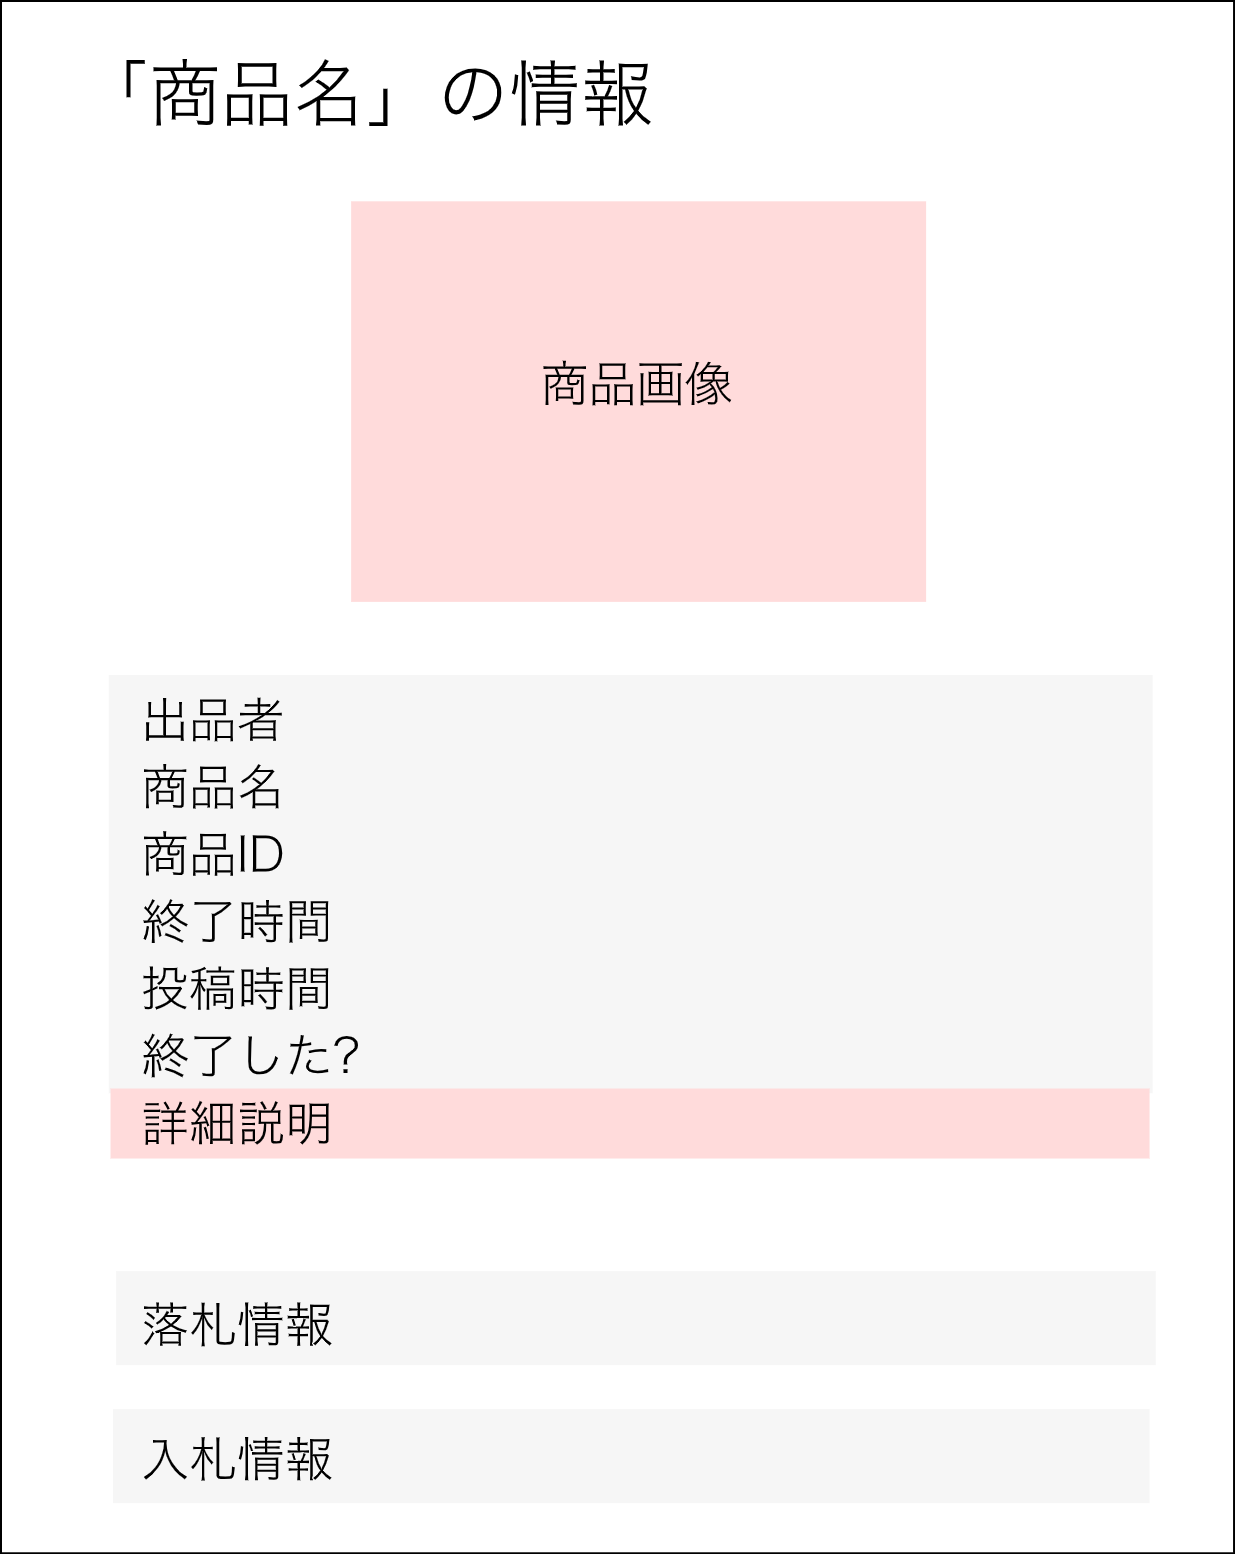 「商品名」の情報
商品画像
出品者
商品名
商品ID
終了時間
投稿時間
終了した?
詳細説明
落札情報
入札情報